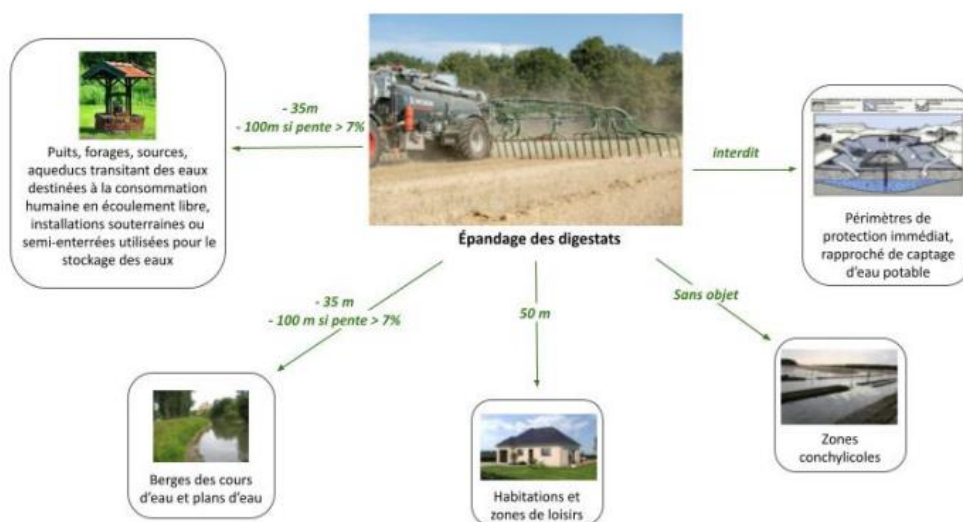 - 35m
- 100m si pente > 7%
Puits, forages, sources,
aqueducs transitant des eaux
destinées à la consommation
humaine en écoulement libre,
installations souterraines ou
semi-enterrées utilisées pour le
stockage des eaux
Épandage des digestats
interdit
Périmètres de
protection immédiat,
rapproché de captage
d'eau potable
- 35 m
- 100 m si pente > 7%
50 m
Sans objet
Berges des cours
d'eau et plans d'eau
Habitations et
zones de loisirs
Zones
conchylicoles